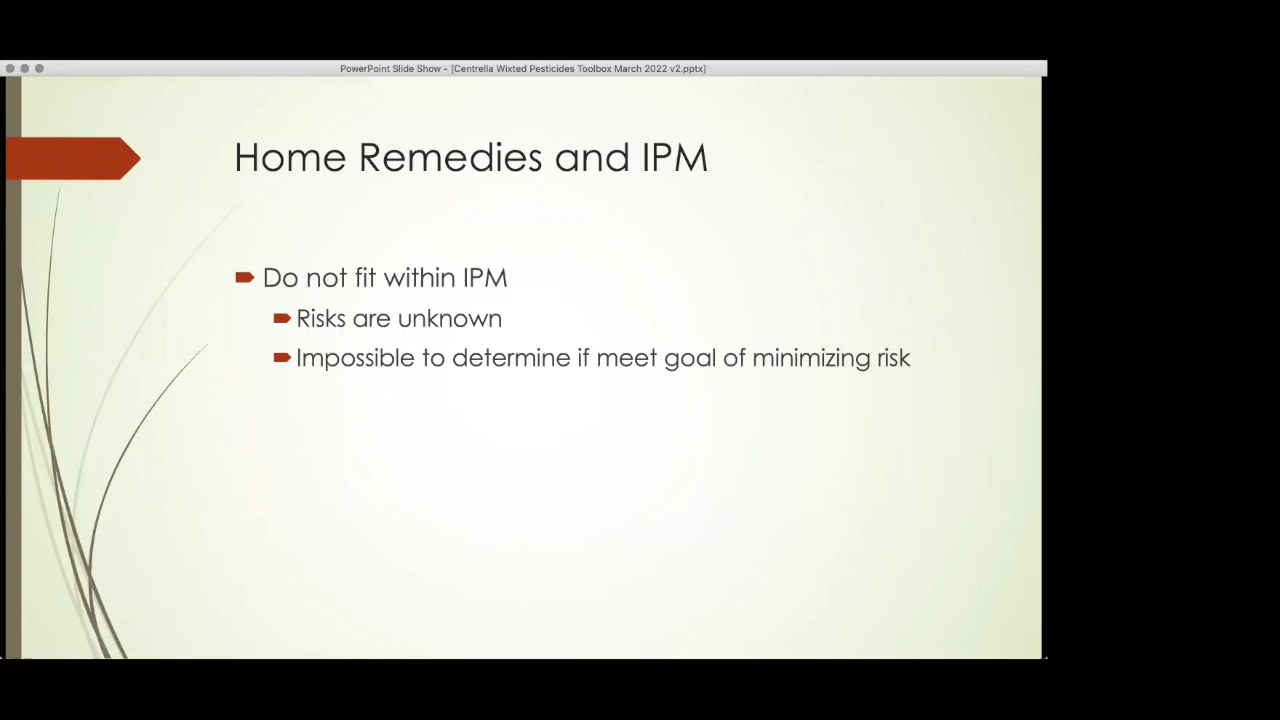 PowerPoint Slide Show - [Centrella Wixted Pesticides Toolbox March 2022 v2.pptx]
Home Remedies and IPM
Do not fit within IPM
Risks are unknown
Impossible to determine if meet goal of minimizing risk